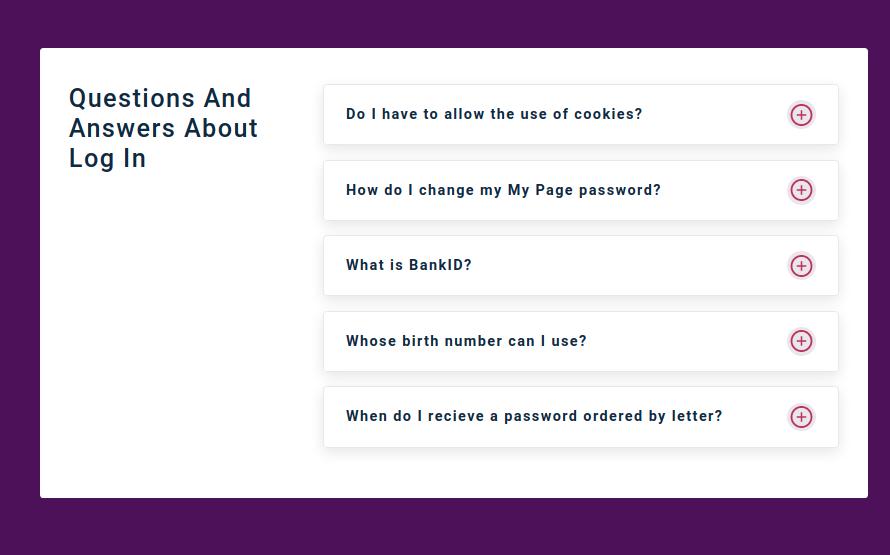 Questions And
Answers About
Log In
Do I have to allow the use of cookies?
How do I change my My Page password?
What is BankID?
Whose birth number can I use?
When do I recieve a password ordered by letter?